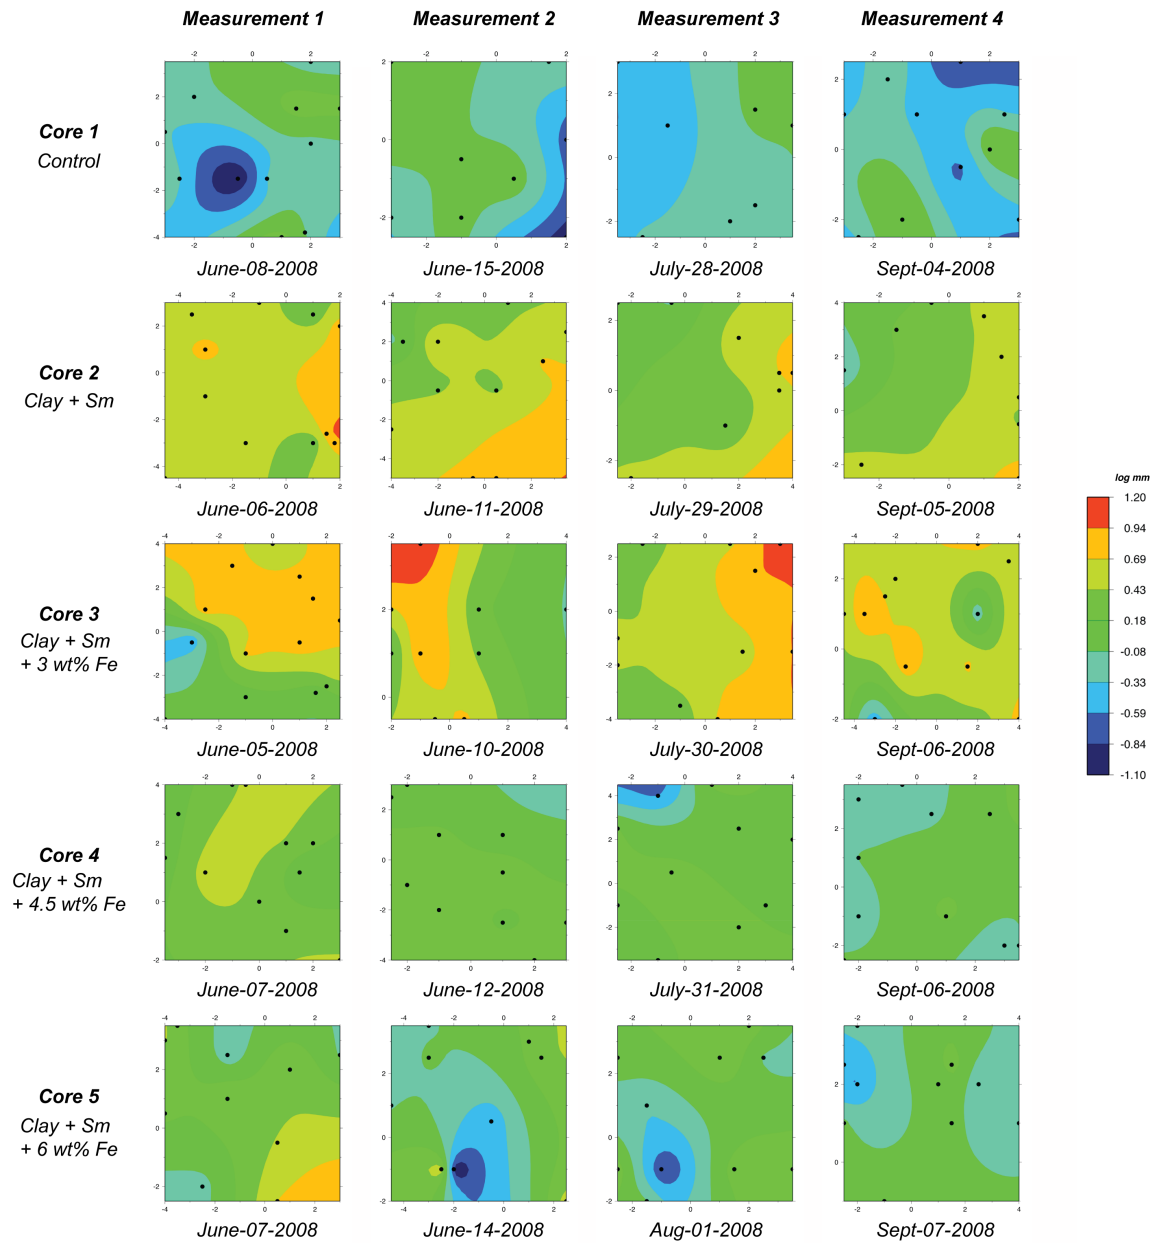 Measurement 1 Measurement 2 Measurement 3 Measurement 4
Core 1
Control
June-08-2008 June-15-2008 July-28-2008 Sept-04-2008
Core 2
Clay + Sm
June-06-2008 June-11-2008 July-29-2008 Sept-05-2008
log mm
1.20
0.94
0.69
0.43
0.18
-0.08
-0.33
-0.59
-0.84
-1.10
Core 3
Clay + Sm
+ 3 wt% Fe
June-05-2008 June-10-2008 July-30-2008 Sept-06-2008
Core 4
Clay + Sm
+ 4.5 wt% Fe
June-07-2008 June-12-2008 July-31-2008 Sept-06-2008
Core 5
Clay + Sm
+ 6 wt% Fe
June-07-2008 June-14-2008 Aug-01-2008 Sept-07-2008